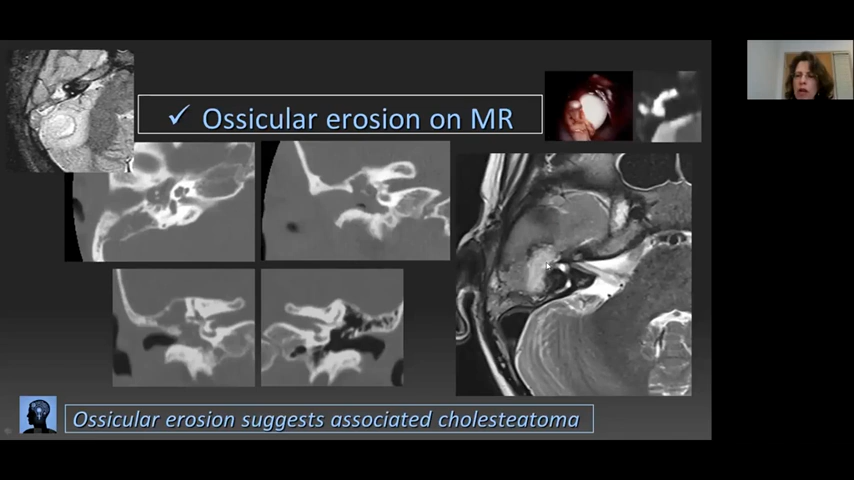 ✓ Ossicular erosion on MR
Ossicular erosion suggests associated cholesteatoma